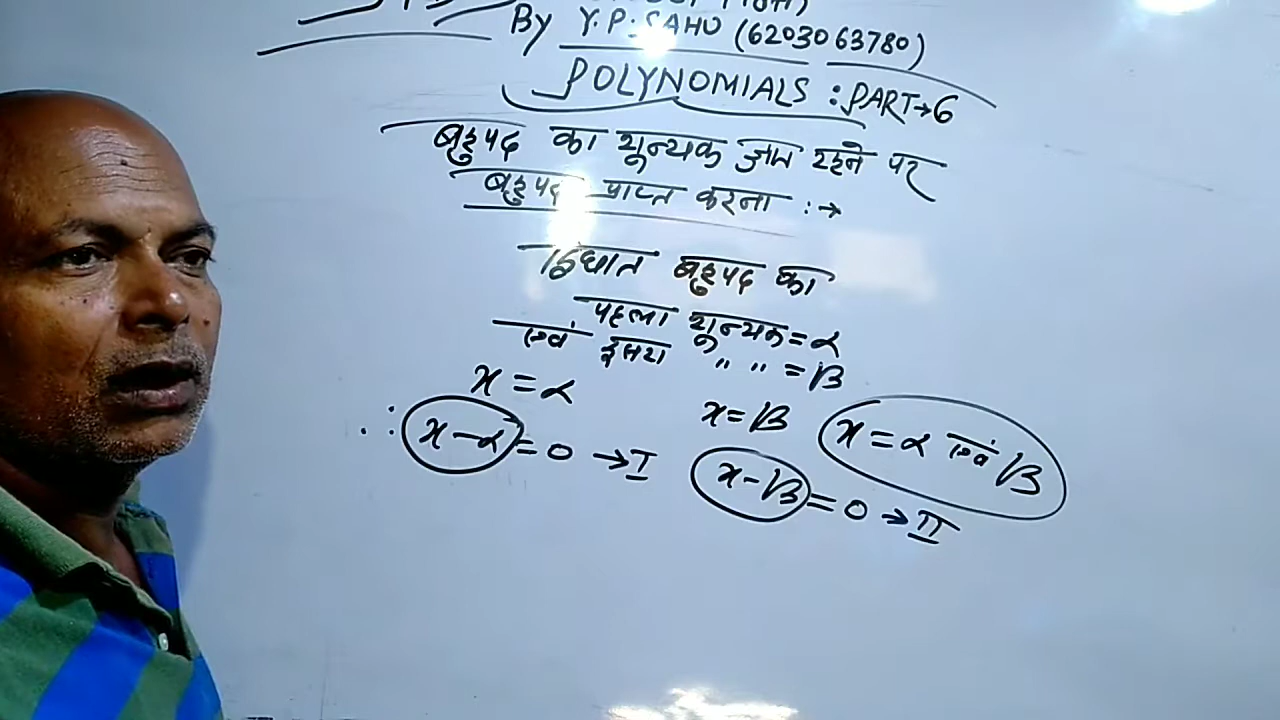 By Y.P. SAHU (6203063780)
POLYNOMIALS : PART→6
बहुपद का शून्यक ज्ञात रहने पर
बहुपद प्राप्त करना :→
द्विघात बहुपद का
पहला शून्यक = α
एवं दूसरा " " = β
x = α
x = β
x = α एवं β
∴ x - α = 0 → I
x - β = 0 → II